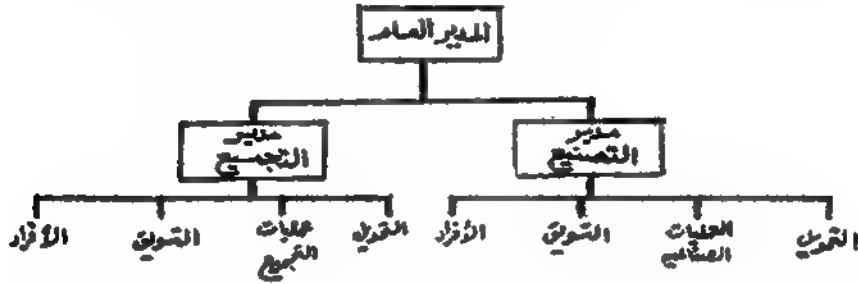 المدير العام
مدير
التصنيع
مدير
التجميع
التمويل
العمليات
الصناعية
التسويق
الأفراد
التمويل
عمليات
التجميع
التسويق
الأفراد